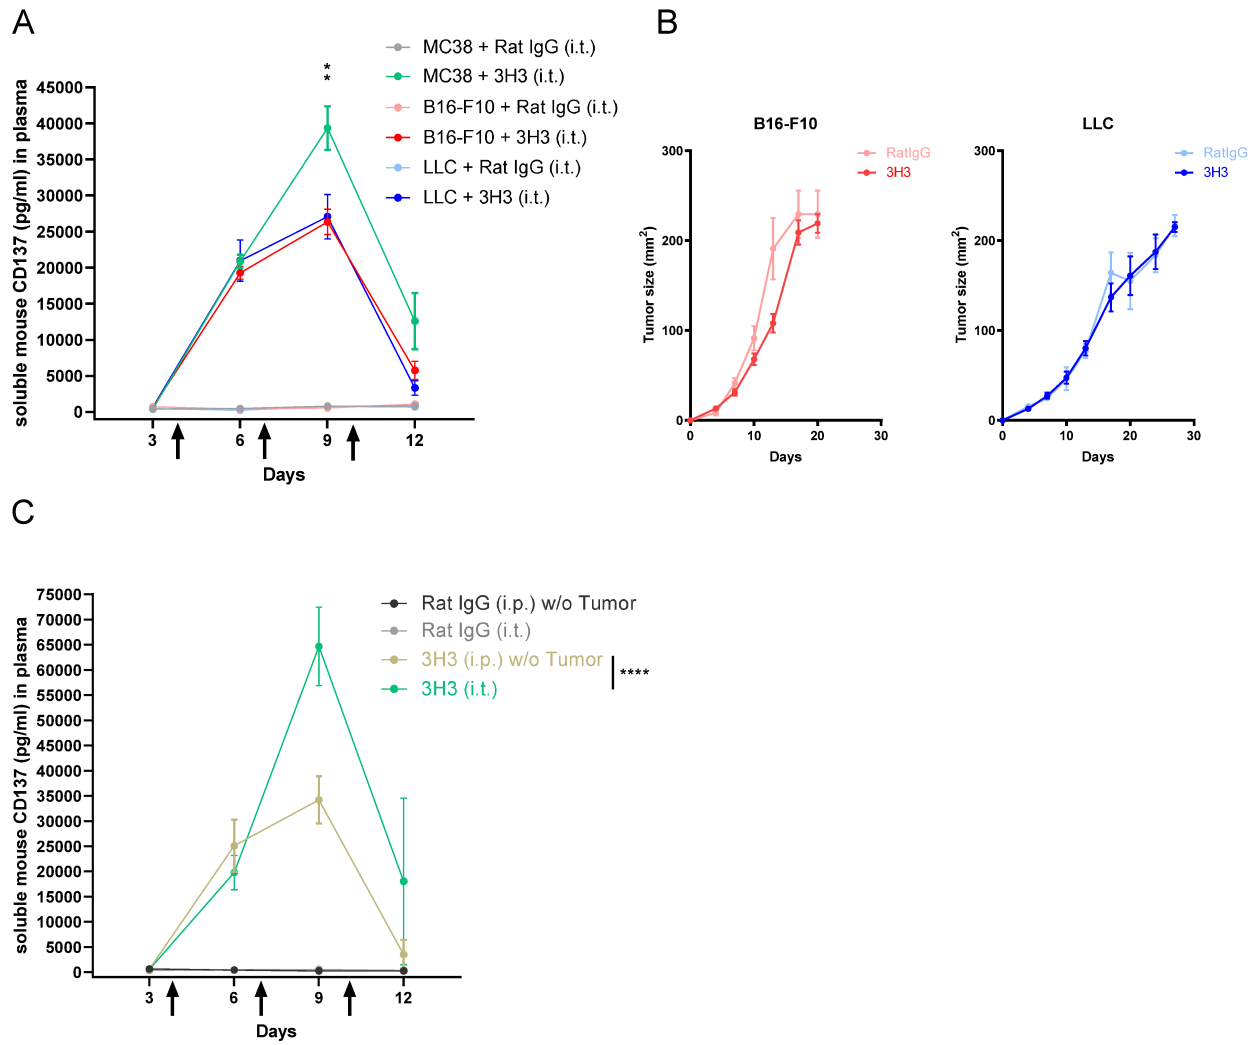 A
MC38 + Rat IgG (i.t.)
MC38 + 3H3 (i.t.)
B16-F10 + Rat IgG (i.t.)
B16-F10 + 3H3 (i.t.)
LLC + Rat IgG (i.t.)
LLC + 3H3 (i.t.)
**
soluble mouse CD137 (pg/ml) in plasma
45000
40000
35000
30000
25000
20000
15000
10000
5000
0
3 6 9 12
Days
B
B16-F10
RatIgG
3H3
Tumor size (mm²)
300
200
100
0
0 10 20 30
Days
LLC
RatIgG
3H3
Tumor size (mm²)
300
200
100
0
0 10 20 30
Days
C
Rat IgG (i.p.) w/o Tumor
Rat IgG (i.t.)
3H3 (i.p.) w/o Tumor
3H3 (i.t.)
****
soluble mouse CD137 (pg/ml) in plasma
75000
70000
65000
60000
55000
50000
45000
40000
35000
30000
25000
20000
15000
10000
5000
0
3 6 9 12
Days